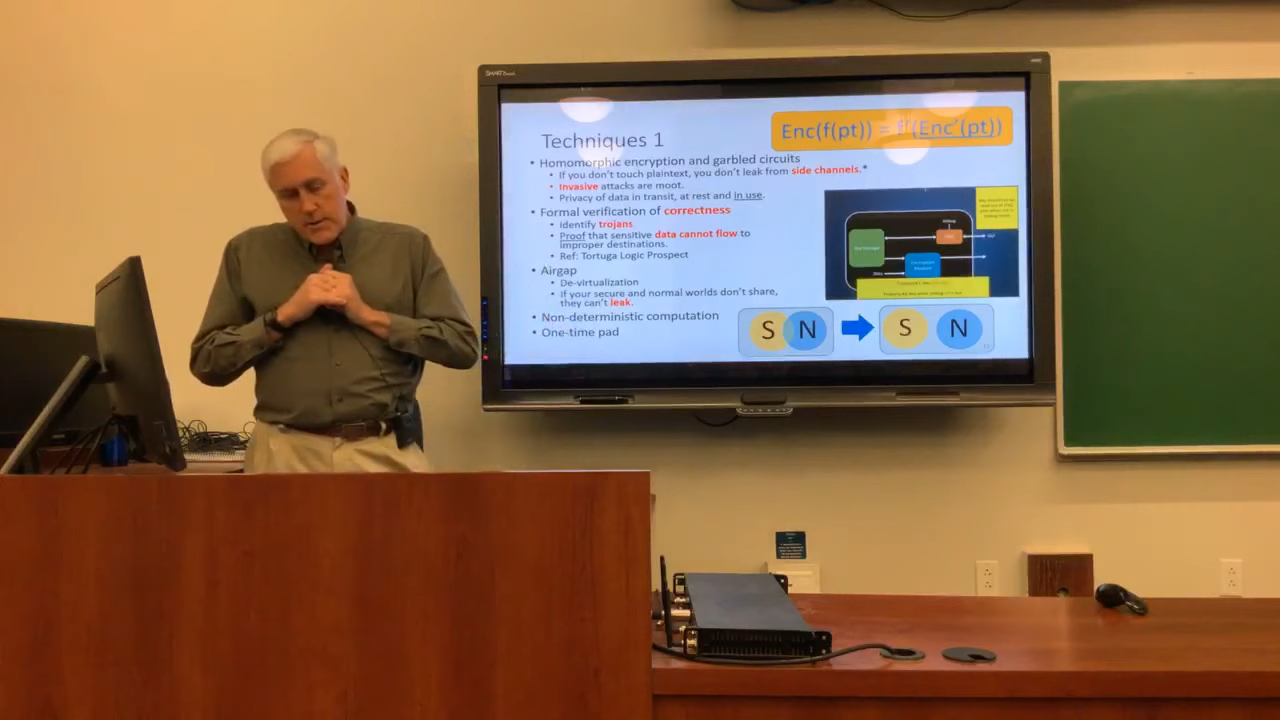 SMART Board
Enc(f(pt)) = f'(Enc'(pt))
Techniques 1
• Homomorphic encryption and garbled circuits
• If you don't touch plaintext, you don't leak from side channels.*
• Invasive attacks are moot.
• Privacy of data in transit, at rest and in use.
• Formal verification of correctness
• Identify trojans
• Proof that sensitive data cannot flow to
improper destinations.
• Ref: Tortuga Logic Prospect
• Airgap
• De-virtualization
• If your secure and normal worlds don't share,
they can't leak.
• Non-deterministic computation
• One-time pad
S N
S N